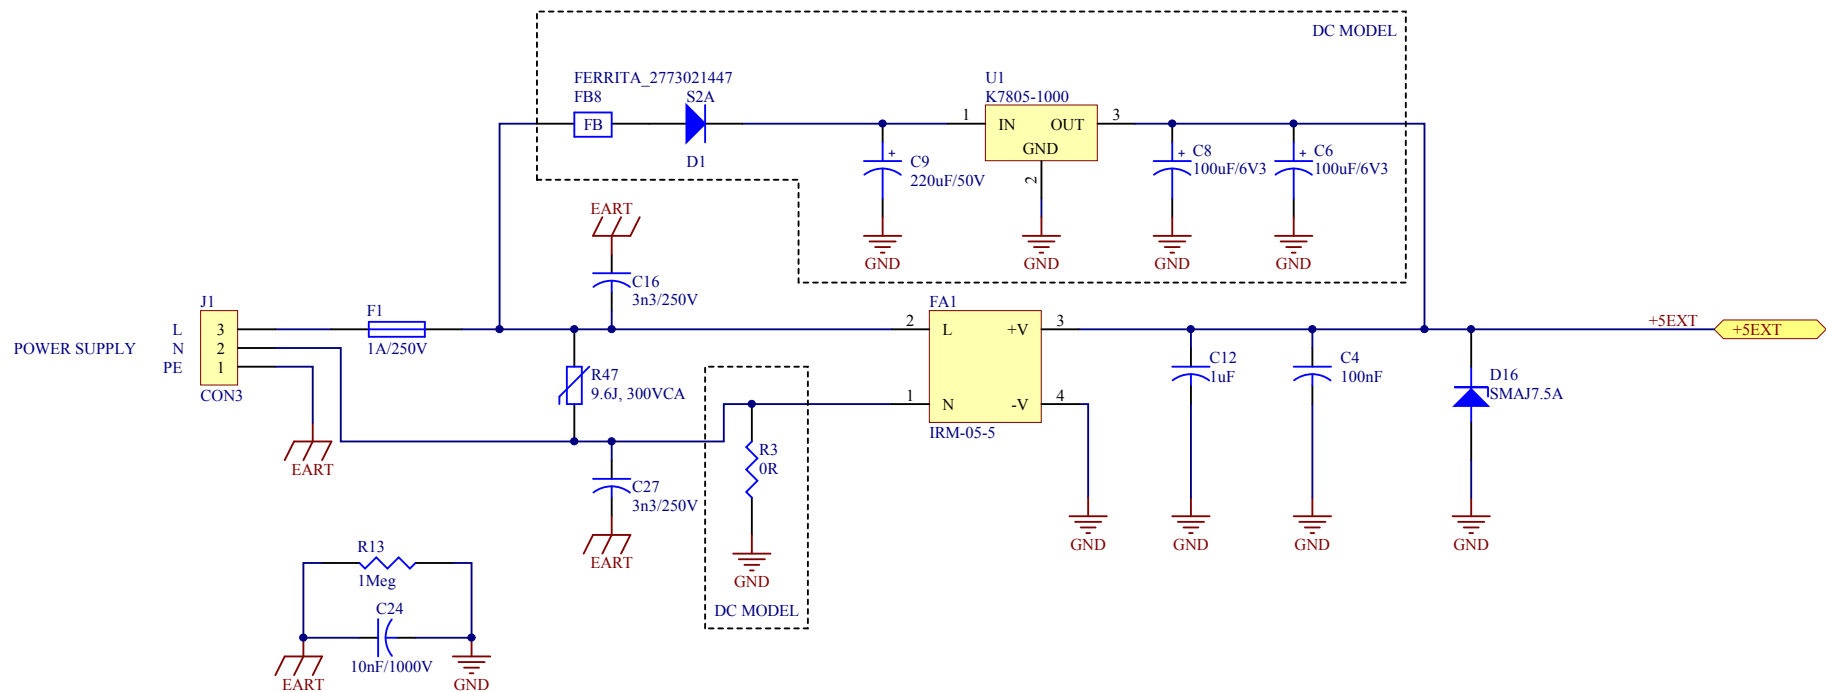 DC MODEL
FERRITA_2773021447
FB8
S2A
FB
D1
U1
K7805-1000
1
IN
OUT
3
GND
2
C9
220uF/50V
C8
100uF/6V3
C6
100uF/6V3
GND
GND
GND
GND
EART
C16
3n3/250V
J1
F1
1A/250V
POWER SUPPLY
L
N
PE
3
2
1
CON3
EART
R47
9.6J, 300VCA
FA1
2
L
+V
3
1
N
-V
4
IRM-05-5
C12
1uF
C4
100nF
D16
SMAJ7.5A
+5EXT
+5EXT
R3
0R
C27
3n3/250V
EART
GND
DC MODEL
GND
GND
GND
GND
R13
1Meg
C24
10nF/1000V
EART
GND